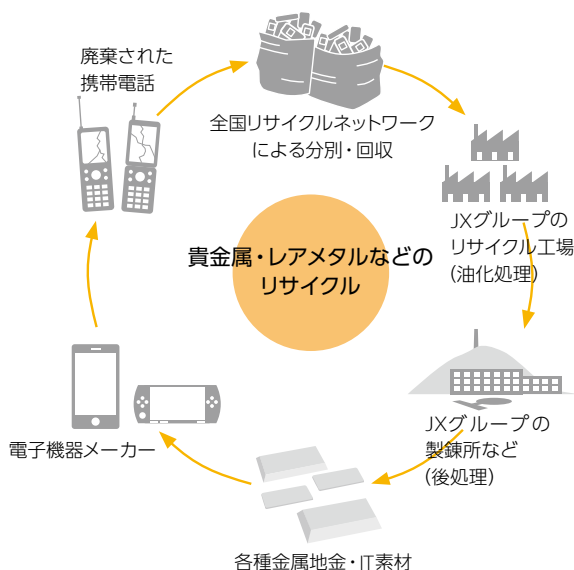 廃棄された
携帯電話
全国リサイクルネットワーク
による分別・回収
JXグループの
リサイクル工場
(油化処理)
貴金属・レアメタルなどの
リサイクル
JXグループの
製錬所など
(後処理)
電子機器メーカー
各種金属地金・IT素材